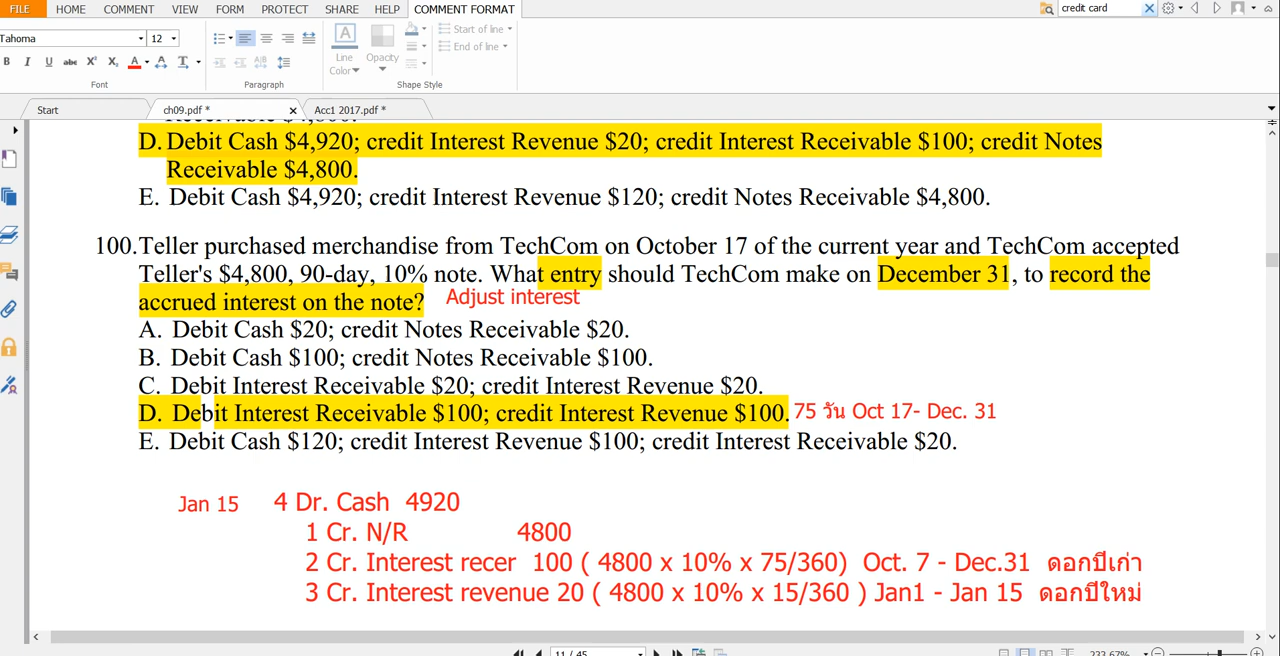 FILE HOME COMMENT VIEW FORM PROTECT SHARE HELP COMMENT FORMAT credit card
Tahoma 12
B I U abc X² X₂ A A T
Line Color
Opacity
Start of line
End of line
Font Paragraph Shape Style
Start ch09.pdf * Acc1 2017.pdf *
D. Debit Cash $4,920; credit Interest Revenue $20; credit Interest Receivable $100; credit Notes
Receivable $4,800.
E. Debit Cash $4,920; credit Interest Revenue $120; credit Notes Receivable $4,800.
100. Teller purchased merchandise from TechCom on October 17 of the current year and TechCom accepted
Teller's $4,800, 90-day, 10% note. What entry should TechCom make on December 31, to record the
accrued interest on the note? Adjust interest
A. Debit Cash $20; credit Notes Receivable $20.
B. Debit Cash $100; credit Notes Receivable $100.
C. Debit Interest Receivable $20; credit Interest Revenue $20.
D. Debit Interest Receivable $100; credit Interest Revenue $100. 75 วัน Oct 17- Dec. 31
E. Debit Cash $120; credit Interest Revenue $100; credit Interest Receivable $20.
Jan 15 4 Dr. Cash 4920
1 Cr. N/R 4800
2 Cr. Interest recer 100 ( 4800 x 10% x 75/360) Oct. 7 - Dec.31 ดอกปีเก่า
3 Cr. Interest revenue 20 ( 4800 x 10% x 15/360 ) Jan1 - Jan 15 ดอกปีใหม่
11 / 45 233.67%